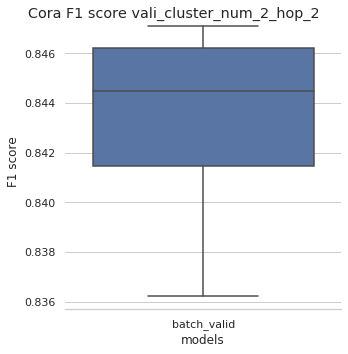 Cora F1 score vali_cluster_num_2_hop_2
0.846
0.844
0.842
0.840
0.838
0.836
F1 score
batch_valid
models